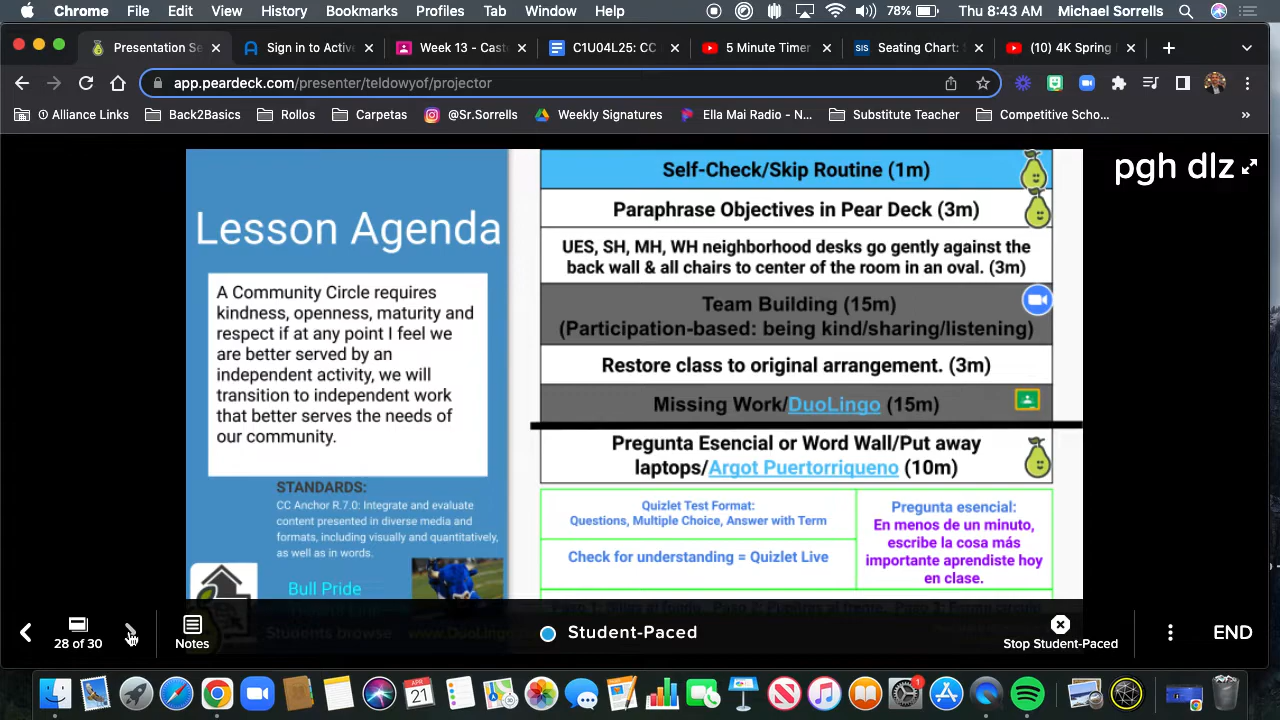 Chrome File Edit View History Bookmarks Profiles Tab Window Help 78% Thu 8:43 AM Michael Sorrells
Presentation Se Sign in to Active Week 13 - Cast C1U04L25: CC 5 Minute Timer SIS Seating Chart: (10) 4K Spring
app.peardeck.com/presenter/teldowyof/projector
Ö Alliance Links Back2Basics Rollos Carpetas @Sr.Sorrells Weekly Signatures Ella Mai Radio - N... Substitute Teacher Competitive Scho... »
pgh dlz
Lesson Agenda
A Community Circle requires
kindness, openness, maturity and
respect if at any point I feel we
are better served by an
independent activity, we will
transition to independent work
that better serves the needs of
our community.
STANDARDS:
CC Anchor R.7.0: Integrate and evaluate
content presented in diverse media and
formats, including visually and quantitatively,
as well as in words.
Bull Pride
Self-Check/Skip Routine (1m)
Paraphrase Objectives in Pear Deck (3m)
UES, SH, MH, WH neighborhood desks go gently against the
back wall & all chairs to center of the room in an oval. (3m)
Team Building (15m)
(Participation-based: being kind/sharing/listening)
Restore class to original arrangement. (3m)
Missing Work/DuoLingo (15m)
Pregunta Esencial or Word Wall/Put away
laptops/Argot Puertorriqueno (10m)
Quizlet Test Format:
Questions, Multiple Choice, Answer with Term
Check for understanding = Quizlet Live
Pregunta esencial:
En menos de un minuto,
escribe la cosa más
importante aprendiste hoy
en clase.
Students browse www.DuoLingo
28 of 30
Notes
Student-Paced
Stop Student-Paced
END
APR
21
1